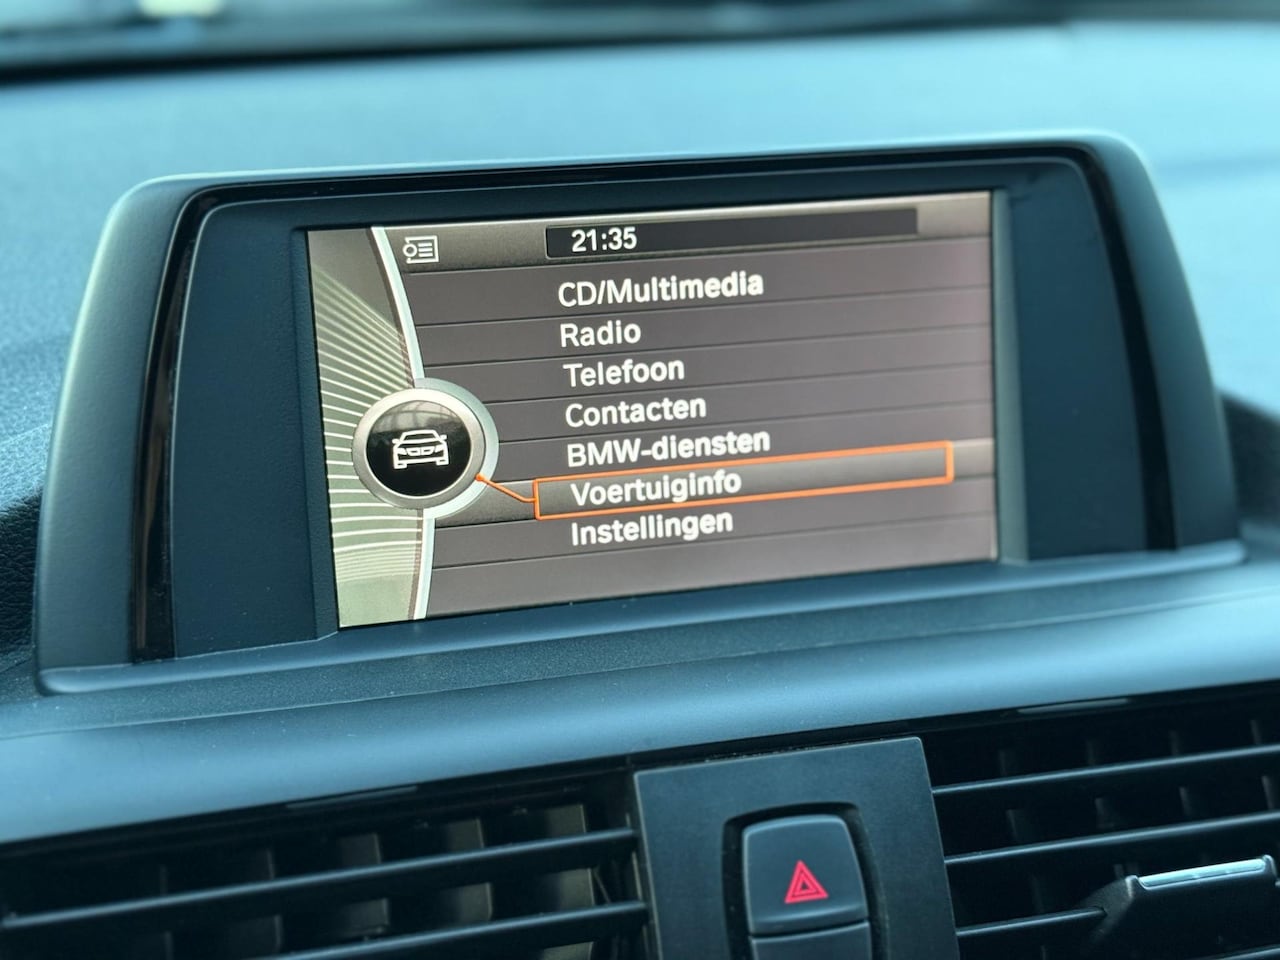 21:35
CD/Multimedia
Radio
Telefoon
Contacten
BMW-diensten
Voertuiginfo
Instellingen